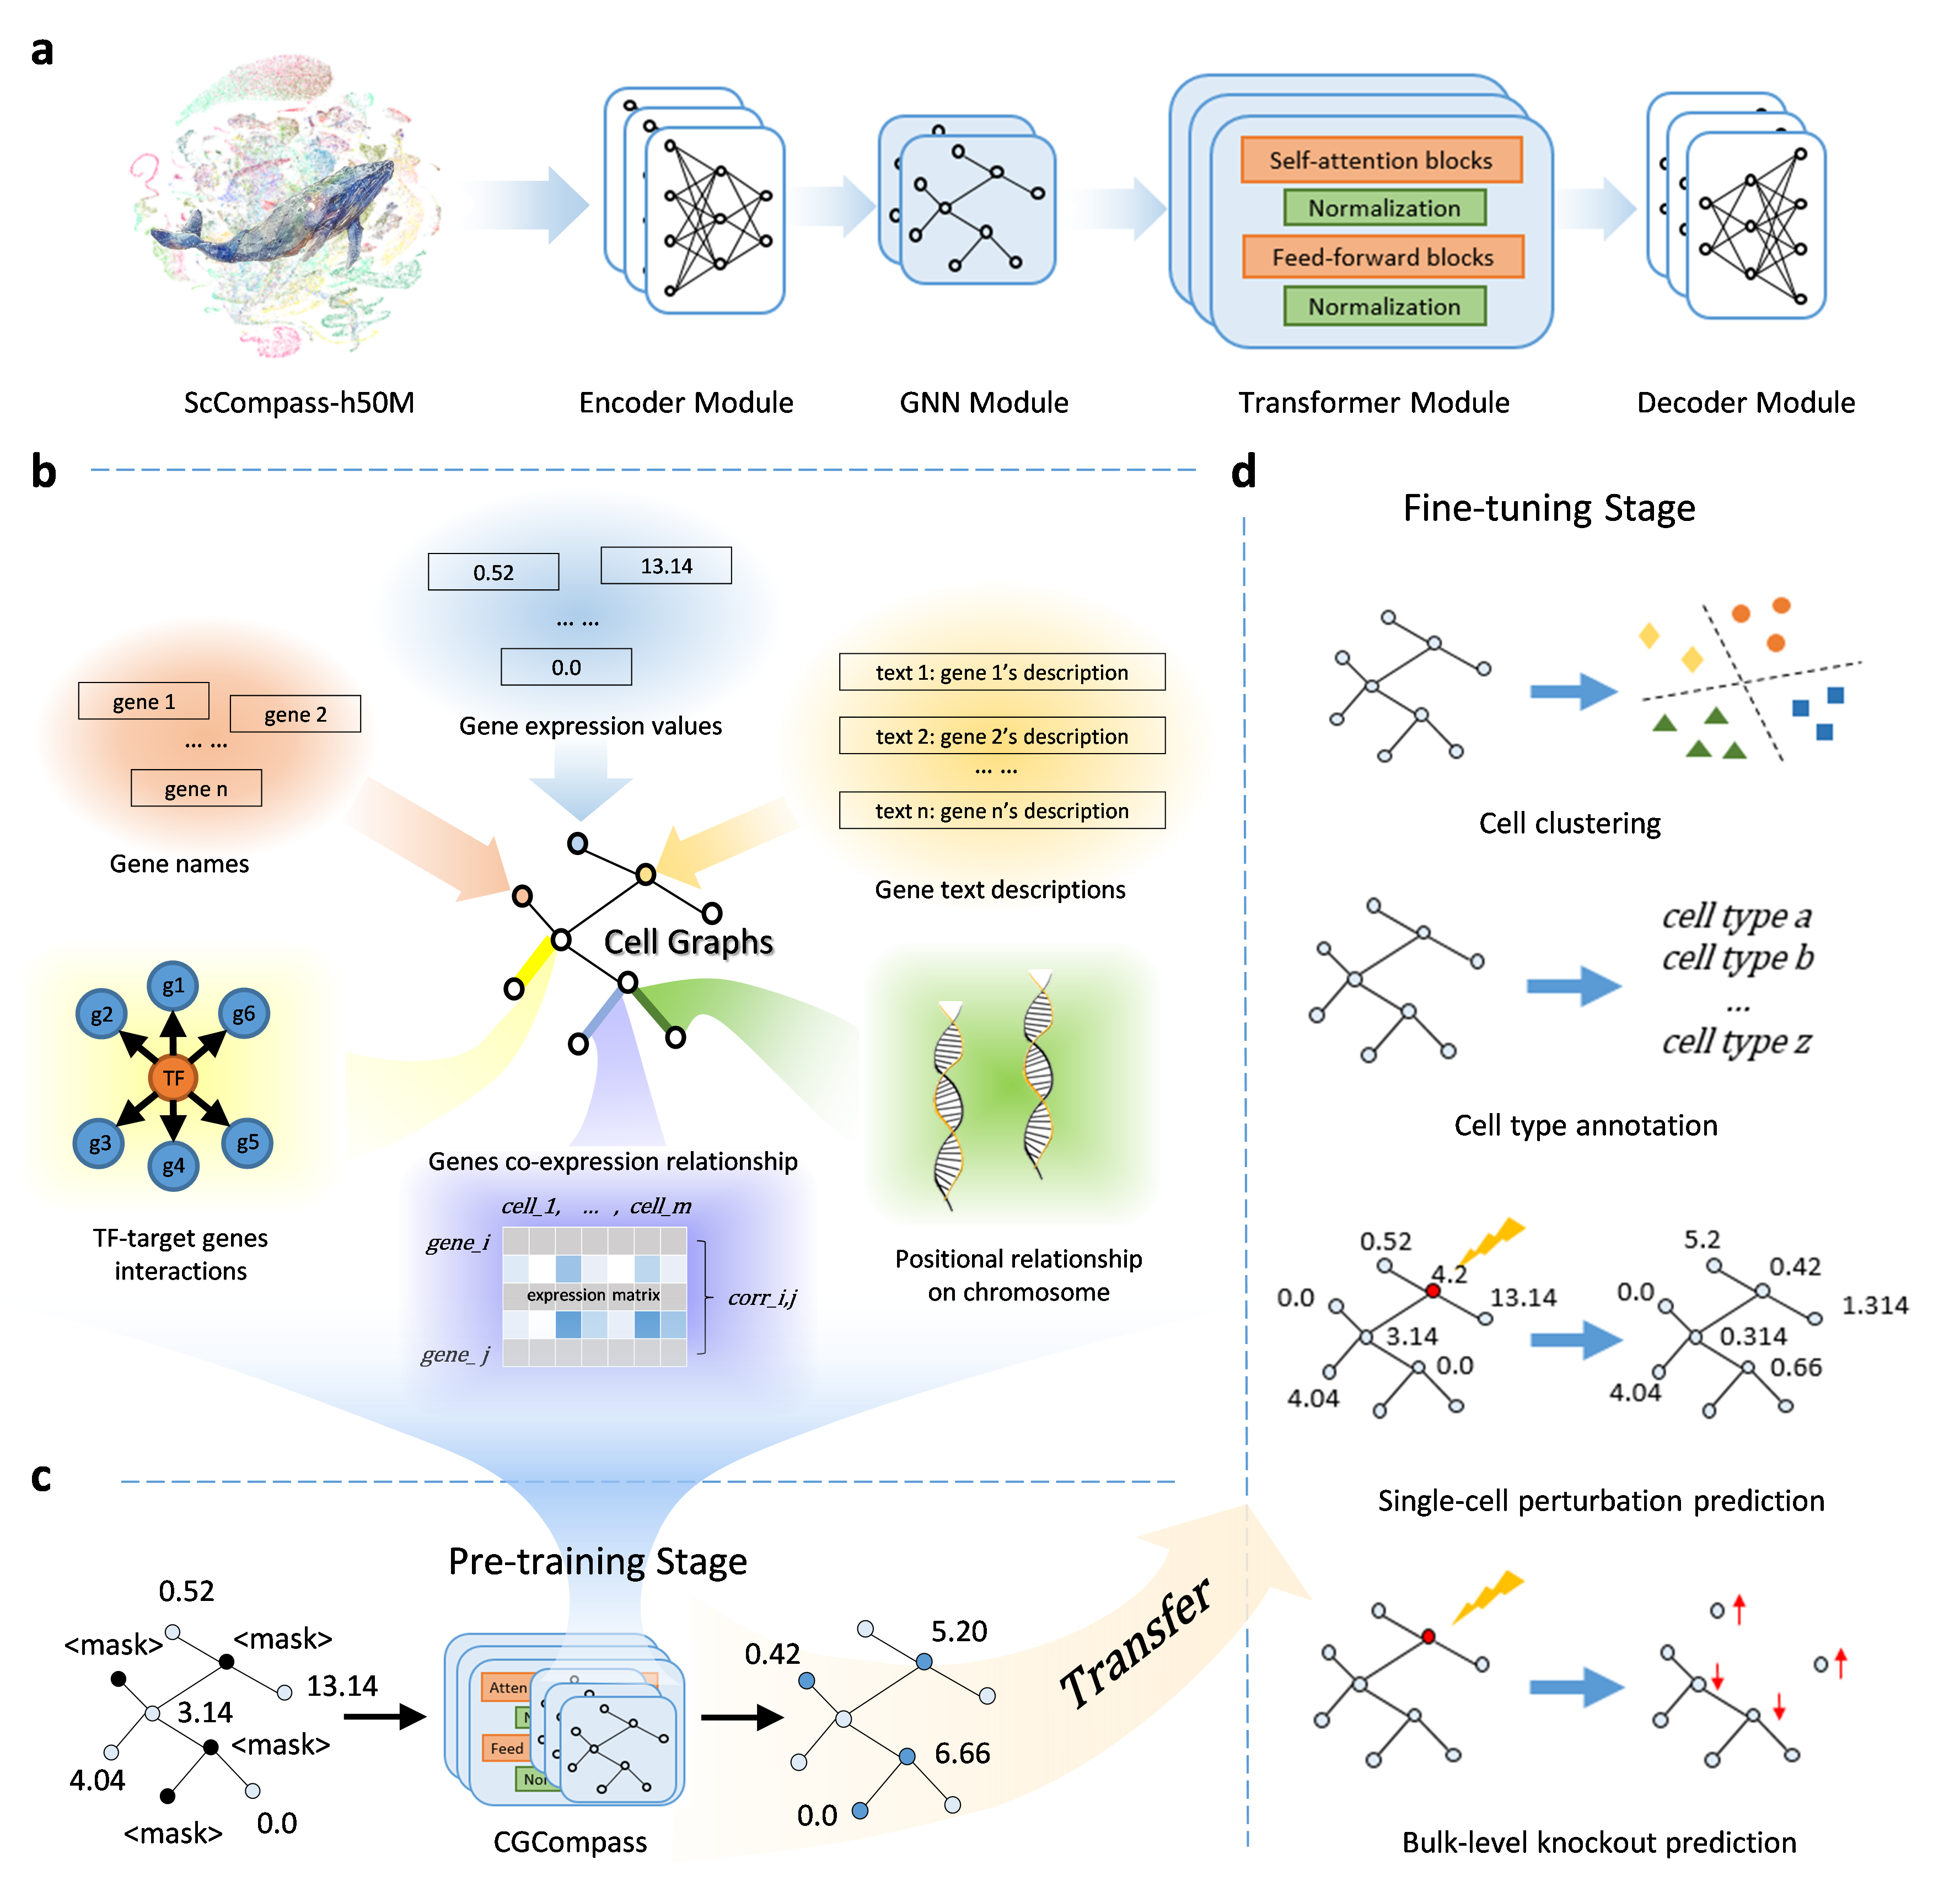 a
Self-attention blocks
Normalization
Feed-forward blocks
Normalization
ScCompass-h50M
Encoder Module
GNN Module
Transformer Module
Decoder Module
b
0.52
13.14
... ...
0.0
Gene expression values
gene 1
gene 2
... ...
gene n
Gene names
text 1: gene 1's description
text 2: gene 2's description
... ...
text n: gene n's description
Gene text descriptions
Cell Graphs
g1
g2
g6
TF
g3
g5
g4
TF-target genes
interactions
Genes co-expression relationship
cell_1, ... , cell_m
gene_i
expression matrix
corr_i,j
gene_j
Positional relationship
on chromosome
c
Pre-training Stage
0.52
<mask>
<mask>
13.14
3.14
<mask>
4.04
0.0
<mask>
Atten
N
Feed
Nor
CGCompass
5.20
0.42
6.66
0.0
Transfer
d
Fine-tuning Stage
Cell clustering
cell type a
cell type b
...
cell type z
Cell type annotation
0.52
4.2
0.0
13.14
3.14
0.0
4.04
5.2
0.42
0.0
1.314
0.314
0.66
4.04
Single-cell perturbation prediction
Bulk-level knockout prediction